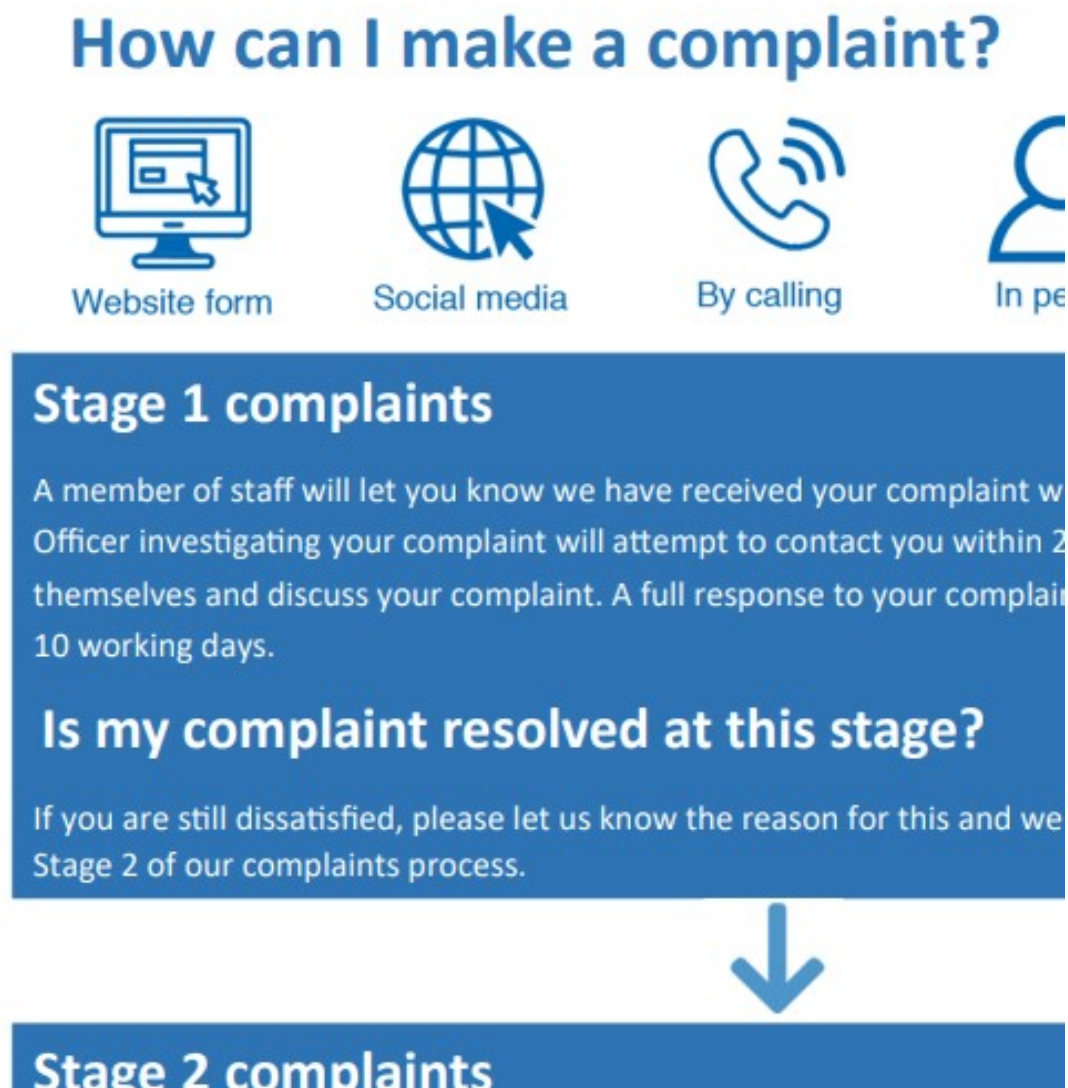 How can I make a complaint?
Website form
Social media
By calling
In
Stage 1 complaints
A member of staff will let you know we have received your complaint
Officer investigating your complaint will attempt to contact you within
themselves and discuss your complaint. A full response to your
10 working days.
Is my complaint resolved at this stage?
If you are still dissatisfied, please let us know the reason for this and we
Stage 2 of our complaints process.
Stage 2 complaints